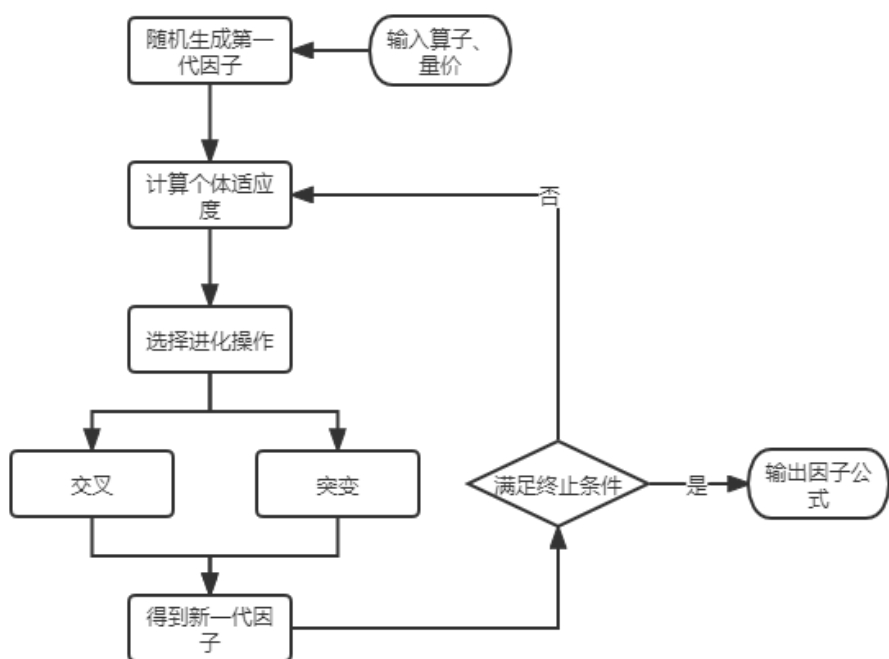 随机生成第一
代因子
输入算子、
量价
计算个体适应
度
否
选择进化操作
交叉
突变
满足终止条件
是
输出因子公
式
得到新一代因
子